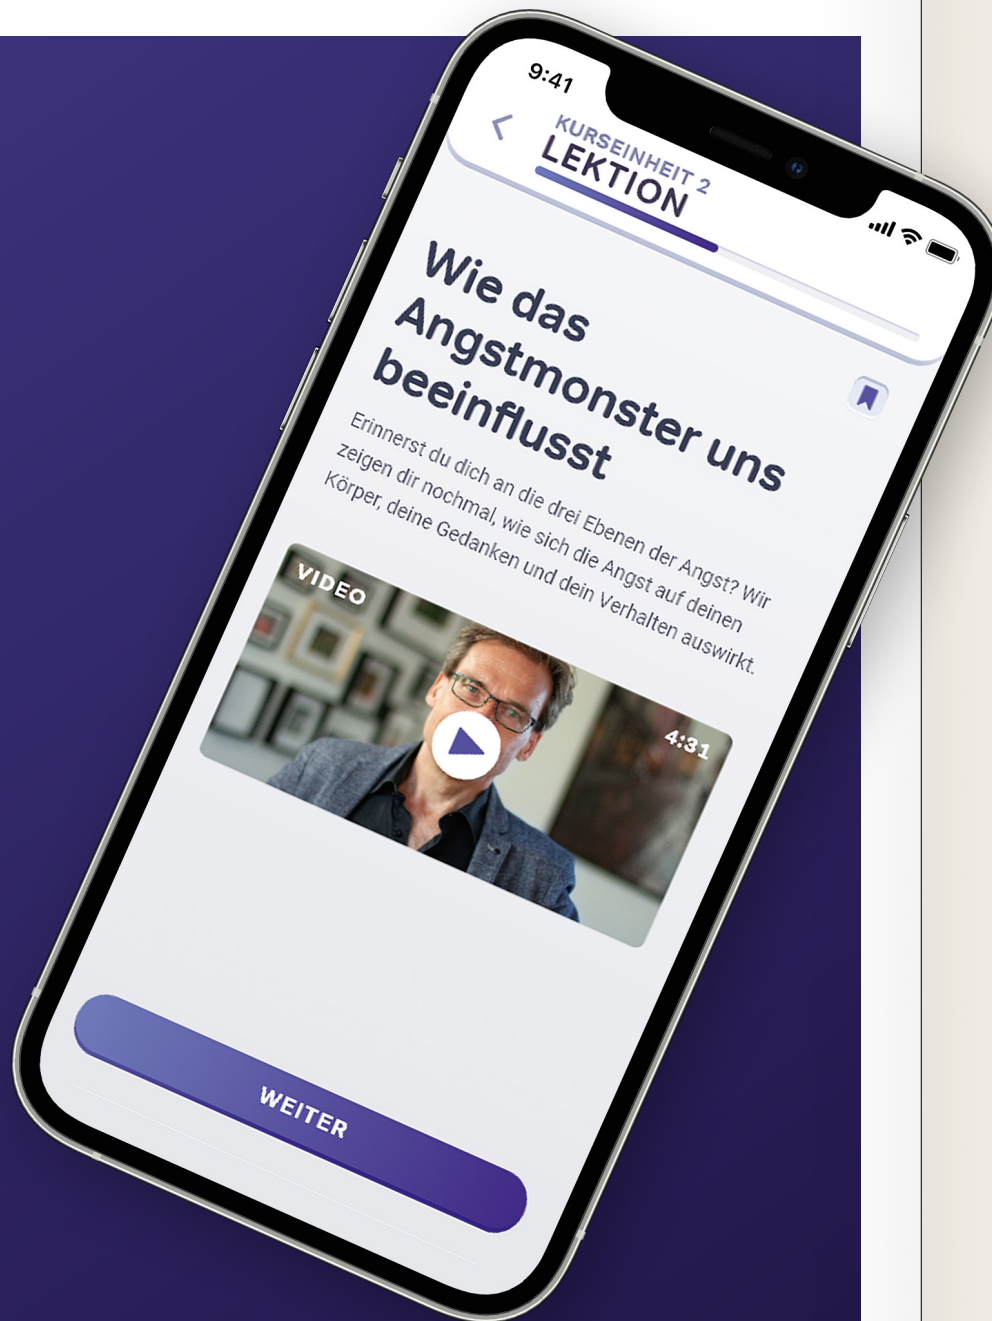 9:41
KURSEINHEIT 2
LEKTION
Wie das
Angstmonster uns
beeinflusst
Erinnerst du dich an die drei Ebenen der Angst? Wir
zeigen dir nochmal, wie sich die Angst auf deinen
Körper, deine Gedanken und dein Verhalten auswirkt.
VIDEO
4:31
WEITER